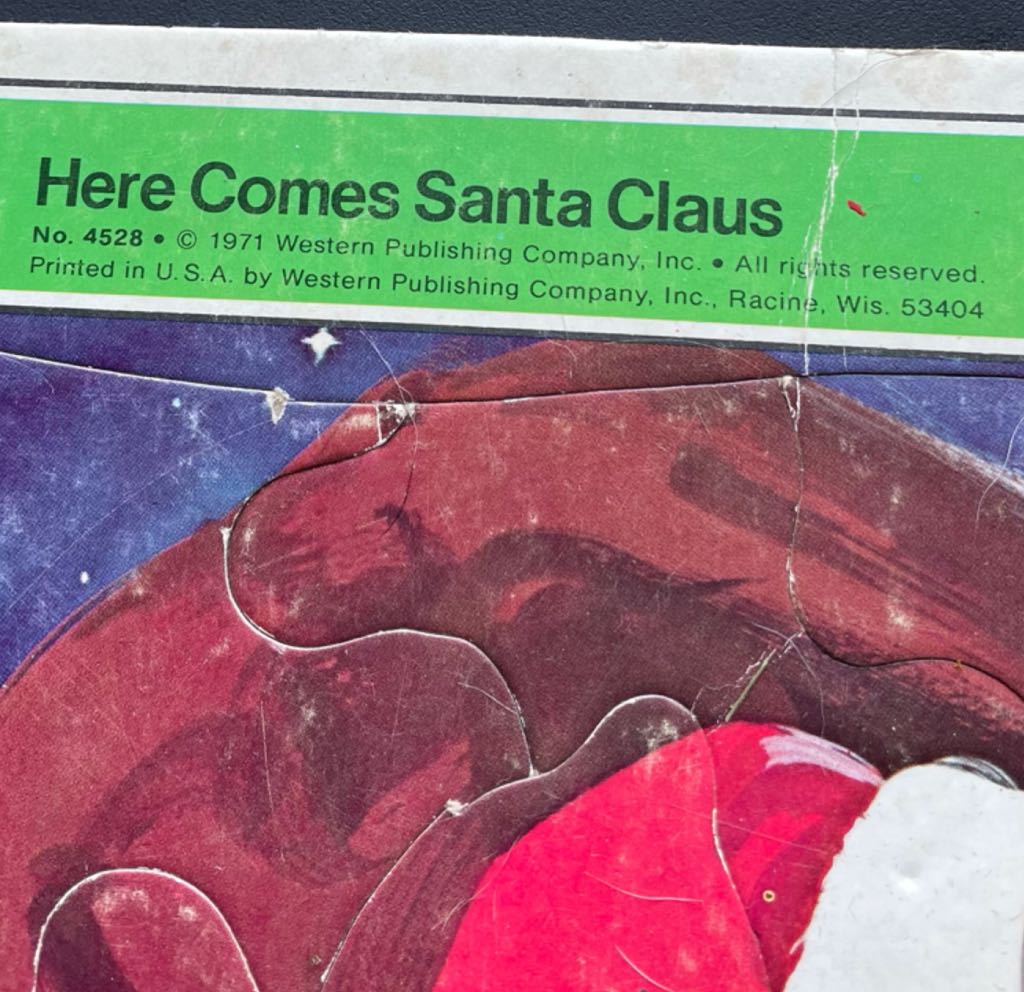 Here Comes Santa Claus
No. 4528 • © 1971 Western Publishing Company, Inc. • All rights reserved.
Printed in U.S.A. by Western Publishing Company, Inc., Racine, Wis. 53404